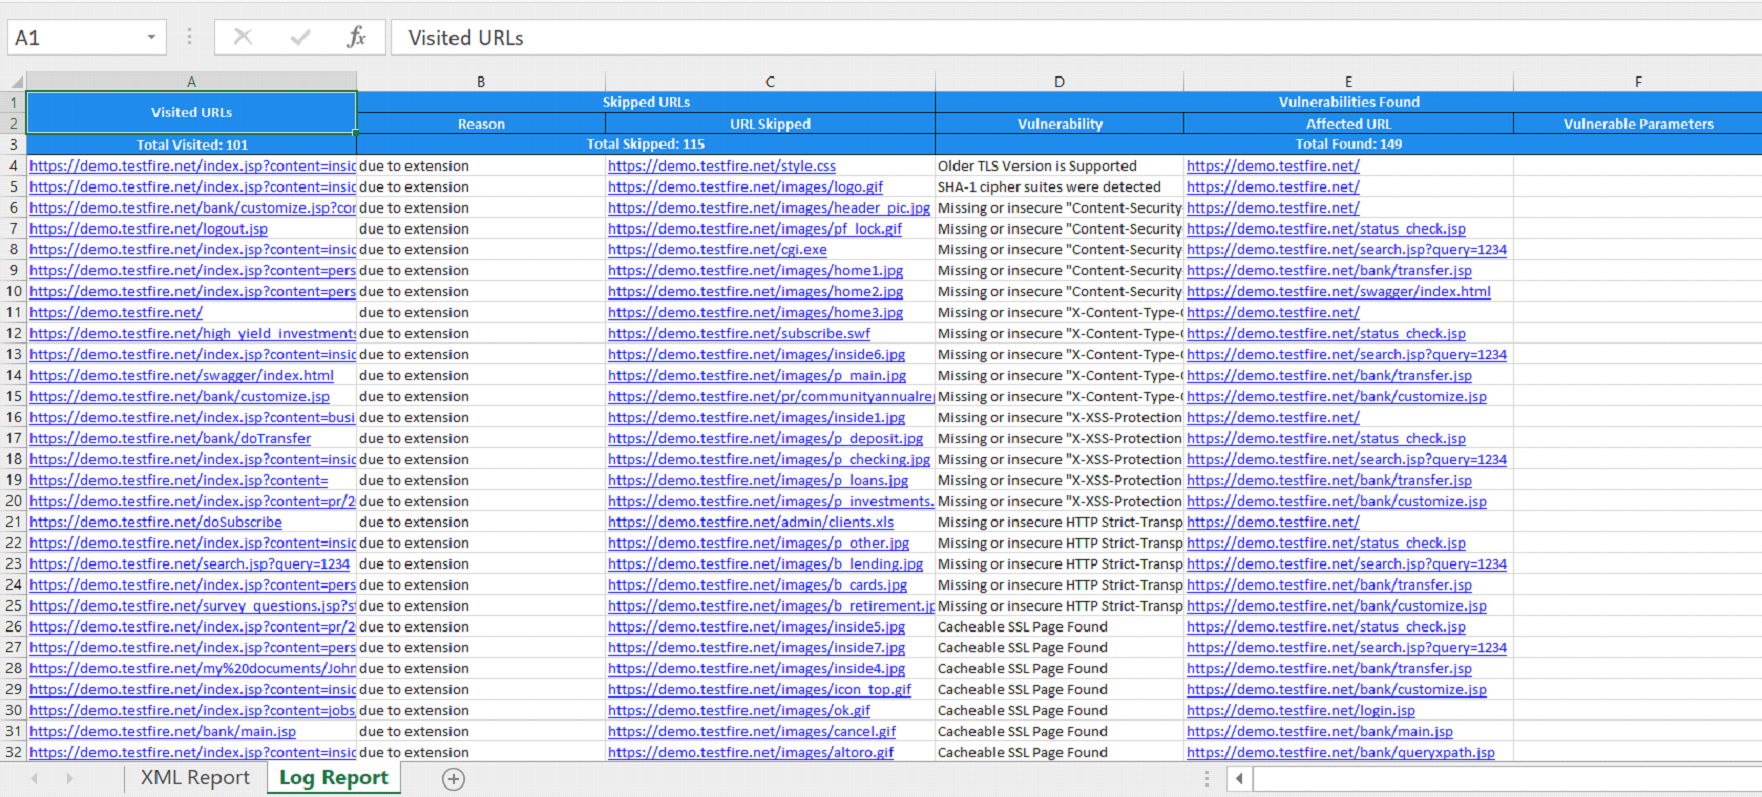 A1 fx Visited URLs
A B C D E F
1 Visited URLs Skipped URLs Vulnerabilities Found
2 Reason URL Skipped Vulnerability Affected URL Vulnerable Parameters
3 Total Visited: 101 Total Skipped: 115 Total Found: 149
4 https://demo.testfire.net/index.jsp?content=insic due to extension https://demo.testfire.net/style.css Older TLS Version is Supported https://demo.testfire.net/
5 https://demo.testfire.net/index.jsp?content=insic due to extension https://demo.testfire.net/images/logo.gif SHA-1 cipher suites were detected https://demo.testfire.net/
6 https://demo.testfire.net/bank/customize.jsp?cor due to extension https://demo.testfire.net/images/header_pic.jpg Missing or insecure "Content-Security- https://demo.testfire.net/
7 https://demo.testfire.net/logout.jsp due to extension https://demo.testfire.net/images/pf_lock.gif Missing or insecure "Content-Security- https://demo.testfire.net/status_check.jsp
8 https://demo.testfire.net/index.jsp?content=insic due to extension https://demo.testfire.net/cgi.exe Missing or insecure "Content-Security- https://demo.testfire.net/search.jsp?query=1234
9 https://demo.testfire.net/index.jsp?content=pers due to extension https://demo.testfire.net/images/home1.jpg Missing or insecure "Content-Security- https://demo.testfire.net/bank/transfer.jsp
10 https://demo.testfire.net/index.jsp?content=pers due to extension https://demo.testfire.net/images/home2.jpg Missing or insecure "Content-Security- https://demo.testfire.net/swagger/index.html
11 https://demo.testfire.net/ due to extension https://demo.testfire.net/images/home3.jpg Missing or insecure "X-Content-Type-( https://demo.testfire.net/
12 https://demo.testfire.net/high_yield_investments due to extension https://demo.testfire.net/subscribe.swf Missing or insecure "X-Content-Type-( https://demo.testfire.net/status_check.jsp
13 https://demo.testfire.net/index.jsp?content=insic due to extension https://demo.testfire.net/images/inside6.jpg Missing or insecure "X-Content-Type-( https://demo.testfire.net/search.jsp?query=1234
14 https://demo.testfire.net/swagger/index.html due to extension https://demo.testfire.net/images/p_main.jpg Missing or insecure "X-Content-Type-( https://demo.testfire.net/bank/transfer.jsp
15 https://demo.testfire.net/bank/customize.jsp due to extension https://demo.testfire.net/pr/communityannualrep Missing or insecure "X-Content-Type-( https://demo.testfire.net/bank/customize.jsp
16 https://demo.testfire.net/index.jsp?content=busi due to extension https://demo.testfire.net/images/inside1.jpg Missing or insecure "X-XSS-Protection https://demo.testfire.net/
17 https://demo.testfire.net/bank/doTransfer due to extension https://demo.testfire.net/images/p_deposit.jpg Missing or insecure "X-XSS-Protection https://demo.testfire.net/status_check.jsp
18 https://demo.testfire.net/index.jsp?content=insic due to extension https://demo.testfire.net/images/p_checking.jpg Missing or insecure "X-XSS-Protection https://demo.testfire.net/search.jsp?query=1234
19 https://demo.testfire.net/index.jsp?content= due to extension https://demo.testfire.net/images/p_loans.jpg Missing or insecure "X-XSS-Protection https://demo.testfire.net/bank/transfer.jsp
20 https://demo.testfire.net/index.jsp?content=pr/2 due to extension https://demo.testfire.net/images/p_investments. Missing or insecure "X-XSS-Protection https://demo.testfire.net/bank/customize.jsp
21 https://demo.testfire.net/doSubscribe due to extension https://demo.testfire.net/admin/clients.xls Missing or insecure HTTP Strict-Transp https://demo.testfire.net/
22 https://demo.testfire.net/index.jsp?content=insic due to extension https://demo.testfire.net/images/p_other.jpg Missing or insecure HTTP Strict-Transp https://demo.testfire.net/status_check.jsp
23 https://demo.testfire.net/search.jsp?query=1234 due to extension https://demo.testfire.net/images/b_lending.jpg Missing or insecure HTTP Strict-Transp https://demo.testfire.net/search.jsp?query=1234
24 https://demo.testfire.net/index.jsp?content=pers due to extension https://demo.testfire.net/images/b_cards.jpg Missing or insecure HTTP Strict-Transp https://demo.testfire.net/bank/transfer.jsp
25 https://demo.testfire.net/survey_questions.jsp?st due to extension https://demo.testfire.net/images/b_retirement.jp Missing or insecure HTTP Strict-Transp https://demo.testfire.net/bank/customize.jsp
26 https://demo.testfire.net/index.jsp?content=pr/2 due to extension https://demo.testfire.net/images/inside5.jpg Cacheable SSL Page Found https://demo.testfire.net/status_check.jsp
27 https://demo.testfire.net/index.jsp?content=pers due to extension https://demo.testfire.net/images/inside7.jpg Cacheable SSL Page Found https://demo.testfire.net/search.jsp?query=1234
28 https://demo.testfire.net/my%20documents/John due to extension https://demo.testfire.net/images/inside4.jpg Cacheable SSL Page Found https://demo.testfire.net/bank/transfer.jsp
29 https://demo.testfire.net/index.jsp?content=insic due to extension https://demo.testfire.net/images/icon_top.gif Cacheable SSL Page Found https://demo.testfire.net/bank/customize.jsp
30 https://demo.testfire.net/index.jsp?content=jobs due to extension https://demo.testfire.net/images/ok.gif Cacheable SSL Page Found https://demo.testfire.net/login.jsp
31 https://demo.testfire.net/bank/main.jsp due to extension https://demo.testfire.net/images/cancel.gif Cacheable SSL Page Found https://demo.testfire.net/bank/main.jsp
32 https://demo.testfire.net/index.jsp?content=insic due to extension https://demo.testfire.net/images/altoro.gif Cacheable SSL Page Found https://demo.testfire.net/bank/queryxpath.jsp
XML Report Log Report